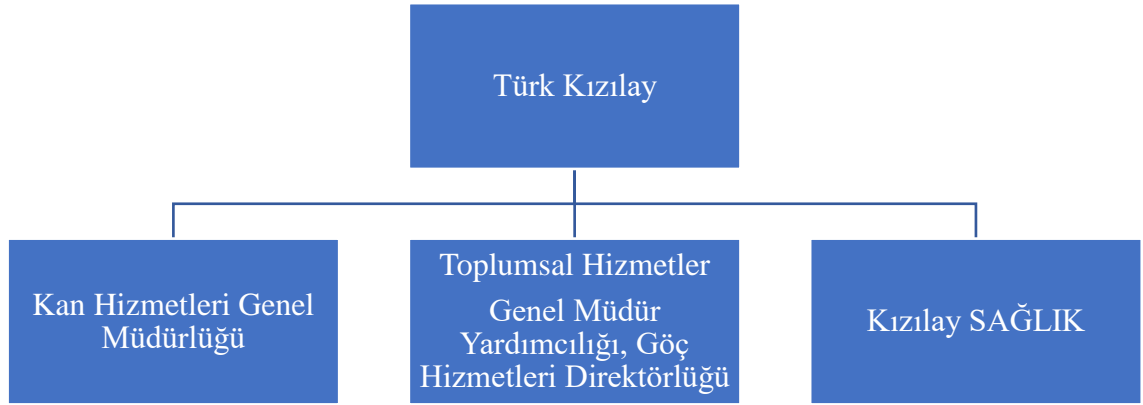 Türk Kızılay
Kan Hizmetleri Genel
Müdürlüğü
Toplumsal Hizmetler
Genel Müdür
Yardımcılığı, Göç
Hizmetleri Direktörlüğü
Kızılay SAĞLIK